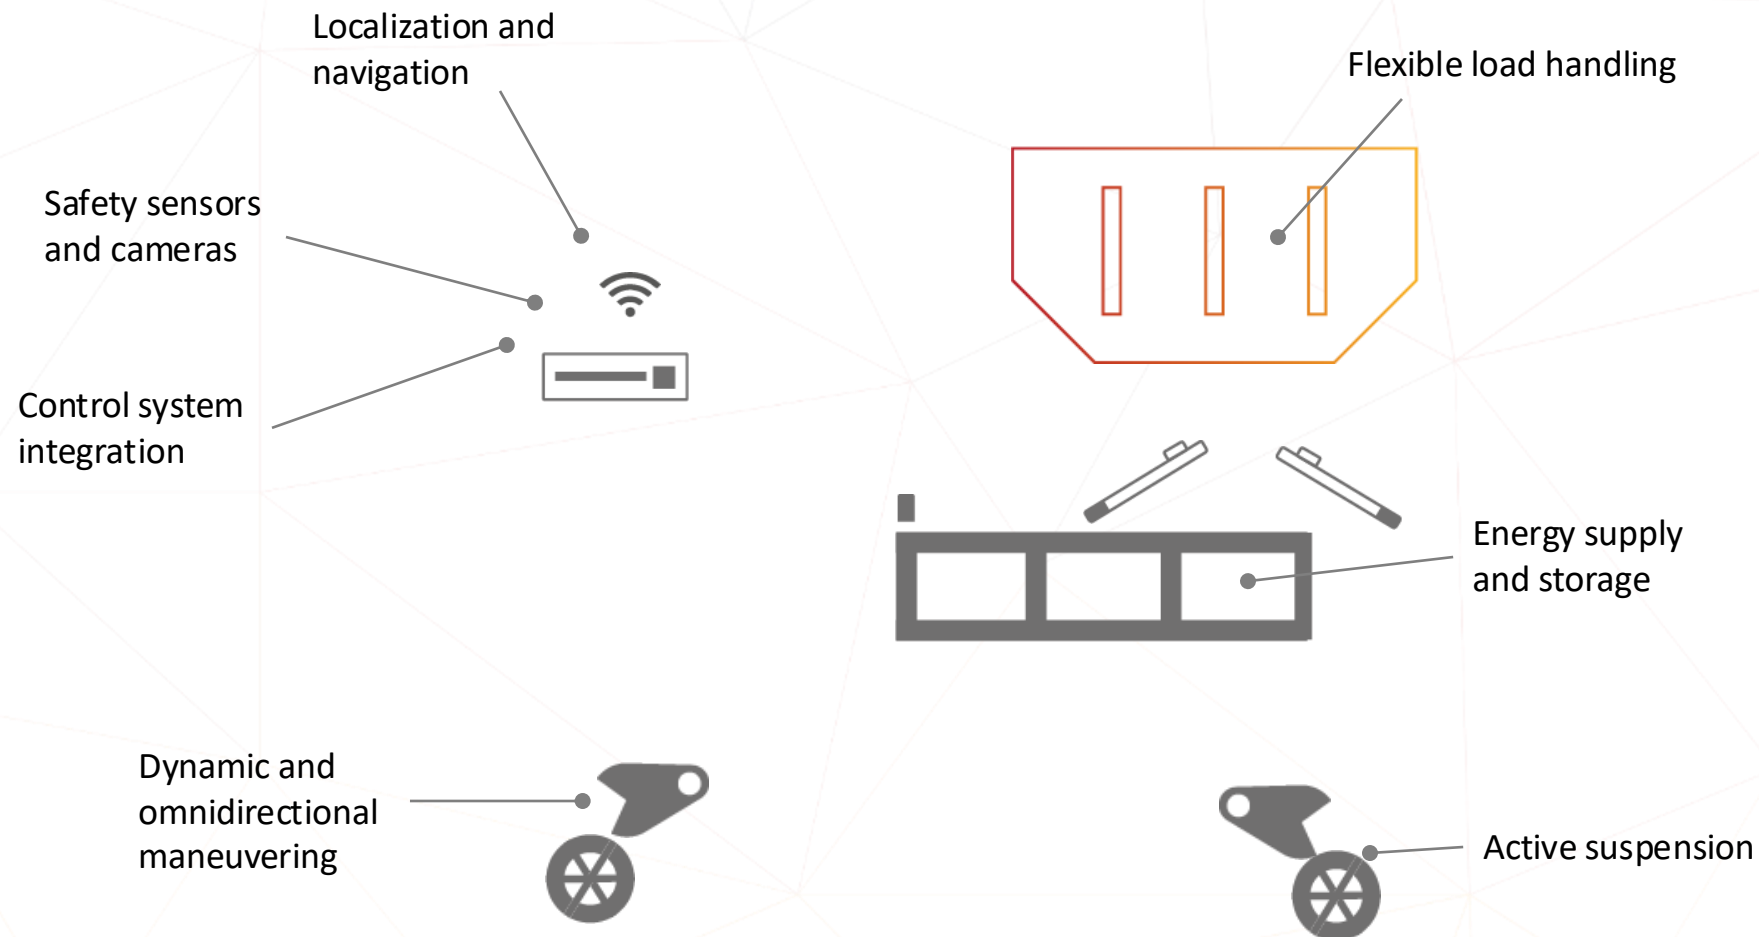 Localization and
navigation
Flexible load handling
Safety sensors
and cameras
Control system
integration
Energy supply
and storage
Dynamic and
omnidirectional
maneuvering
Active suspension